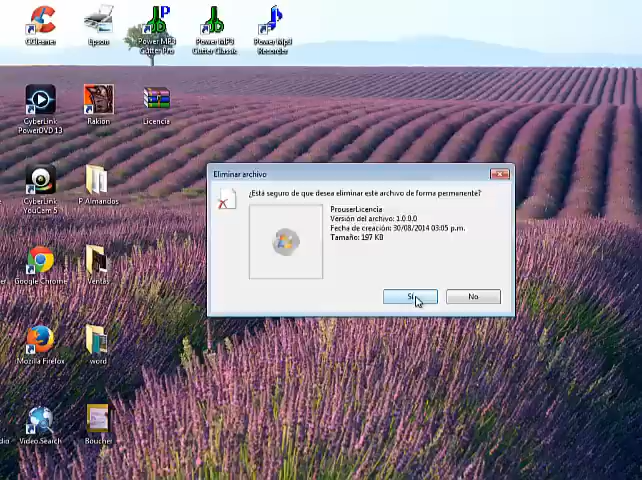 CCleaner
Epson
Power MP3
Cutter Pro
Power MP3
Cutter Classic
Power Mp3
Recorder
CyberLink
PowerDVD 13
Rakion
Licencia
CyberLink
YouCam 5
P Almandos
Google Chrome
Ventas
Mozilla Firefox
word
Video.Search
Boucher
Eliminar archivo
¿Está seguro de que desea eliminar este archivo de forma permanente?
ProuserLicencia
Versión del archivo: 1.0.0.0
Fecha de creación: 30/08/2014 03:05 p.m.
Tamaño: 197 KB
Sí
No